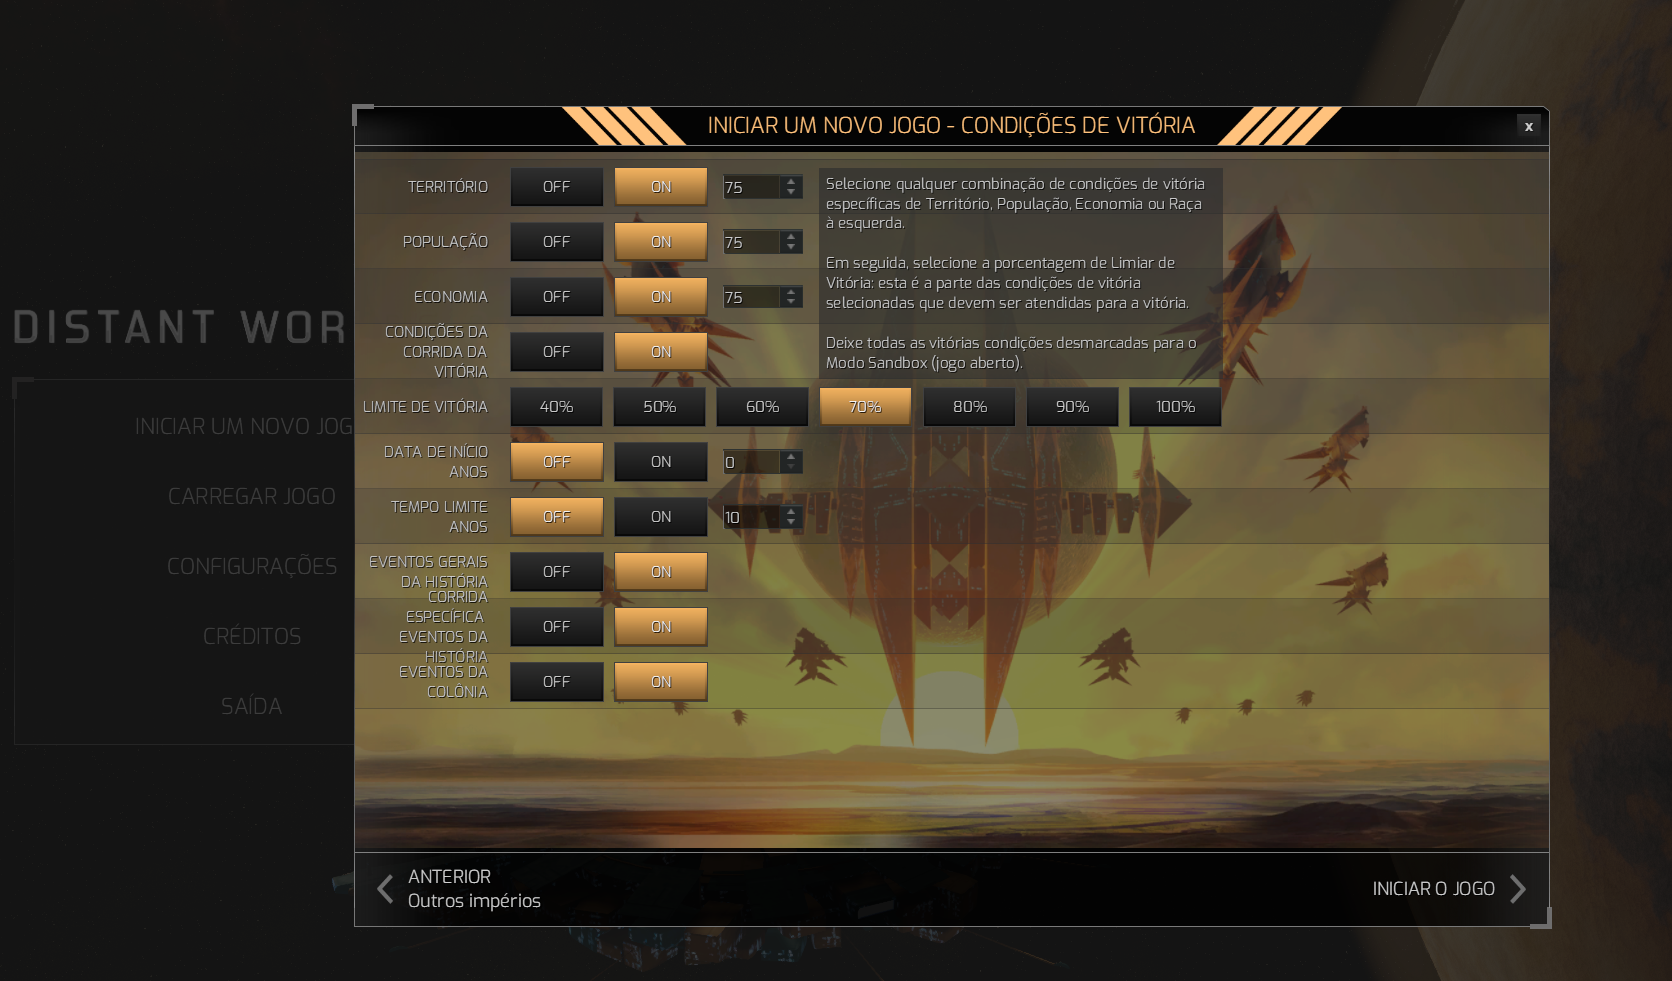 INICIAR UM NOVO JOGO - CONDIÇÕES DE VITÓRIA
x
TERRITÓRIO OFF ON 75
POPULAÇÃO OFF ON 75
ECONOMIA OFF ON 75
CONDIÇÕES DA
CORRIDA DA
VITÓRIA
OFF ON
Selecione qualquer combinação de condições de vitória
específicas de Território, População, Economia ou Raça
à esquerda.
Em seguida, selecione a porcentagem de Limiar de
Vitória: esta é a parte das condições de vitória
selecionadas que devem ser atendidas para a vitória.
Deixe todas as vitórias condições desmarcadas para o
Modo Sandbox (jogo aberto).
LIMITE DE VITÓRIA 40% 50% 60% 70% 80% 90% 100%
DATA DE INÍCIO
ANOS
OFF ON 0
TEMPO LIMITE
ANOS
OFF ON 10
EVENTOS GERAIS
DA HISTÓRIA
OFF ON
CORRIDA
ESPECÍFICA
EVENTOS DA
HISTÓRIA
OFF ON
EVENTOS DA
COLÔNIA
OFF ON
ANTERIOR
Outros impérios
INICIAR O JOGO
DISTANT WOR
INICIAR UM NOVO JOG
CARREGAR JOGO
CONFIGURAÇÕES
CRÉDITOS
SAÍDA